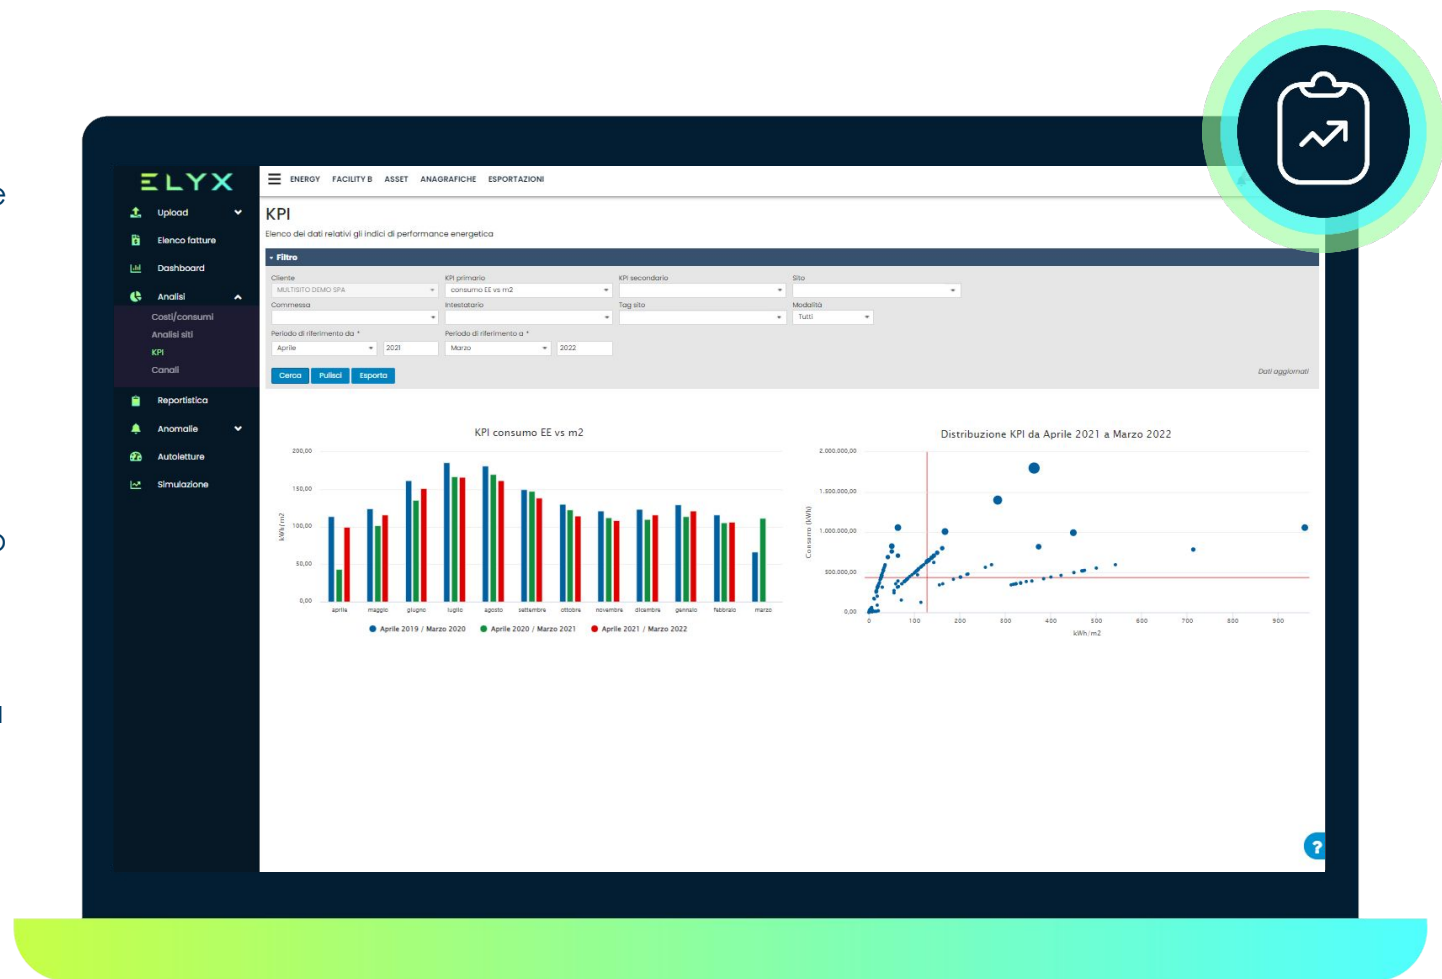 ELYX
ENERGY FACILITY B ASSET ANAGRAFICHE ESPORTAZIONI
Upload
Elenco fatture
Dashboard
Analisi
Costi/consumi
Analisi siti
KPI
Canali
Reportistica
Anomalie
Autoletture
Simulazione
KPI
Elenco dei dati relativi gli indici di performance energetica
Filtro
Cliente KPI primario KPI secondario Sito
MULTISITO DEMO SPA consumo EE vs m2
Commessa Intestatario Tag sito Modalità
Tutti
Periodo di riferimento da * Periodo di riferimento a *
Aprile 2021 Marzo 2022
Cerca Pulisci Esporta
Dati aggiornati
KPI consumo EE vs m2
200,00
150,00
100,00
50,00
0,00
kWh/m2
aprile maggio giugno luglio agosto settembre ottobre novembre dicembre gennaio febbraio marzo
Aprile 2019 / Marzo 2020 Aprile 2020 / Marzo 2021 Aprile 2021 / Marzo 2022
Distribuzione KPI da Aprile 2021 a Marzo 2022
2.000.000,00
1.500.000,00
1.000.000,00
500.000,00
0,00
Consumo (kWh)
0 100 200 300 400 500 600 700 800 900
kWh/m2
?